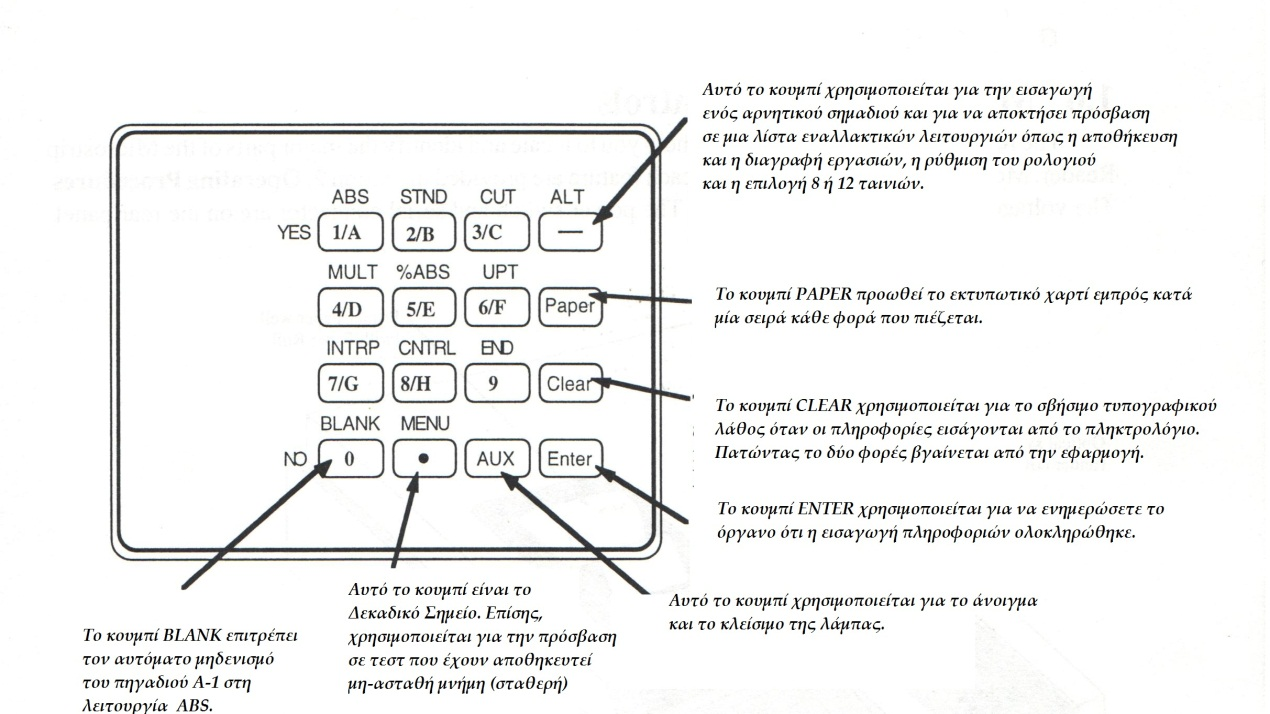 Αυτό το κουμπί χρησιμοποιείται για την εισαγωγή
ενός αρνητικού σημαδιού και για να αποκτήσει πρόσβαση
σε μια λίστα εναλλακτικών λειτουργιών όπως η αποθήκευση
και η διαγραφή εργασιών, η ρύθμιση του ρολογιού
και η επιλογή 8 ή 12 ταινιών.
ABS STND CUT ALT
YES 1/A 2/B 3/C —
MULT %ABS UPT
4/D 5/E 6/F Paper
Το κουμπί PAPER προωθεί το εκτυπωτικό χαρτί εμπρός κατά
μία σειρά κάθε φορά που πιέζεται.
INTRP CNTRL END
7/G 8/H 9 Clear
Το κουμπί CLEAR χρησιμοποιείται για το σβήσιμο τυπογραφικού
λάθος όταν οι πληροφορίες εισάγονται από το πληκτρολόγιο.
Πατώντας το δύο φορές βγαίνεται από την εφαρμογή.
BLANK MENU
NO 0 • AUX Enter
Το κουμπί ENTER χρησιμοποιείται για να ενημερώσετε το
όργανο ότι η εισαγωγή πληροφοριών ολοκληρώθηκε.
Αυτό το κουμπί χρησιμοποιείται για το άνοιγμα
και το κλείσιμο της λάμπας.
Αυτό το κουμπί είναι το
Δεκαδικό Σημείο. Επίσης,
χρησιμοποιείται για την πρόσβαση
σε τεστ που έχουν αποθηκευτεί
μη-ασταθή μνήμη (σταθερή)
Το κουμπί BLANK επιτρέπει
τον αυτόματο μηδενισμό
του πηγαδιού A-1 στη
λειτουργία ABS.